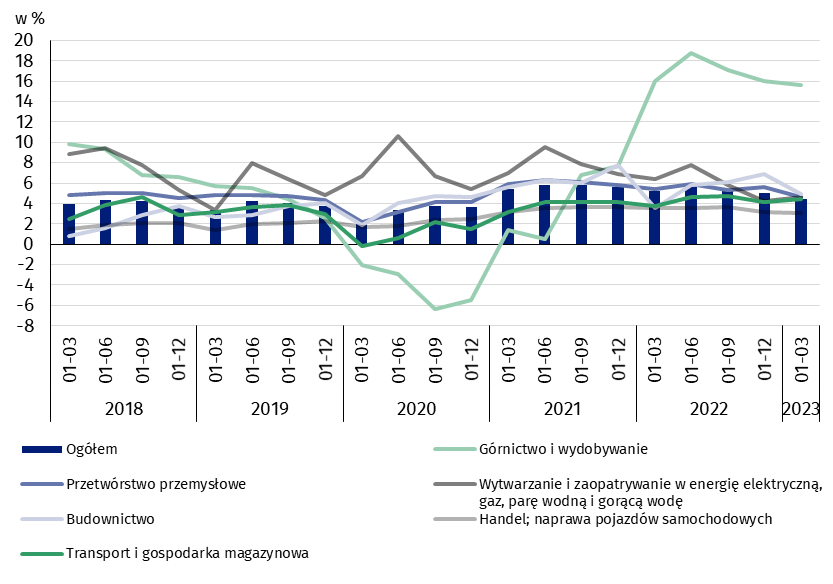 w %
20
18
16
14
12
10
8
6
4
2
0
-2
-4
-6
-8
01-03 01-06 01-09 01-12 01-03 01-06 01-09 01-12 01-03 01-06 01-09 01-12 01-03 01-06 01-09 01-12 01-03 01-06 01-09 01-12 01-03
2018 2019 2020 2021 2022 2023
Ogółem
Górnictwo i wydobywanie
Przetwórstwo przemysłowe
Wytwarzanie i zaopatrywanie w energię elektryczną,
gaz, parę wodną i gorącą wodę
Budownictwo
Handel; naprawa pojazdów samochodowych
Transport i gospodarka magazynowa